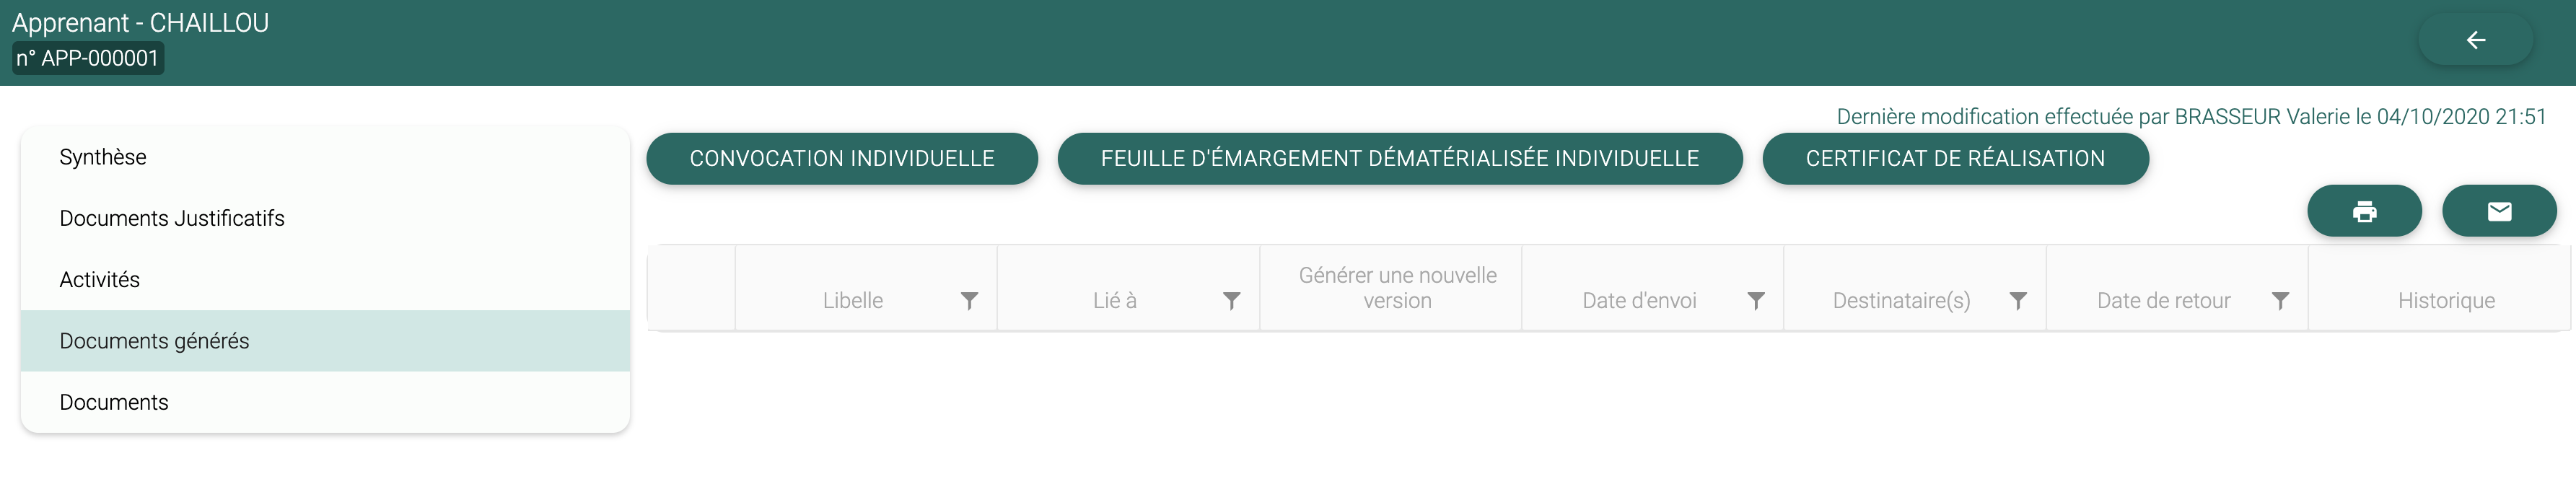 Apprenant - CHAILLOU
n° APP-000001
Dernière modification effectuée par BRASSEUR Valerie le 04/10/2020 21:51
Synthèse
Documents Justificatifs
Activités
Documents générés
Documents
CONVOCATION INDIVIDUELLE
FEUILLE D'ÉMARGEMENT DÉMATÉRIALISÉE INDIVIDUELLE
CERTIFICAT DE RÉALISATION
Libelle
Lié à
Générer une nouvelle
version
Date d'envoi
Destinataire(s)
Date de retour
Historique